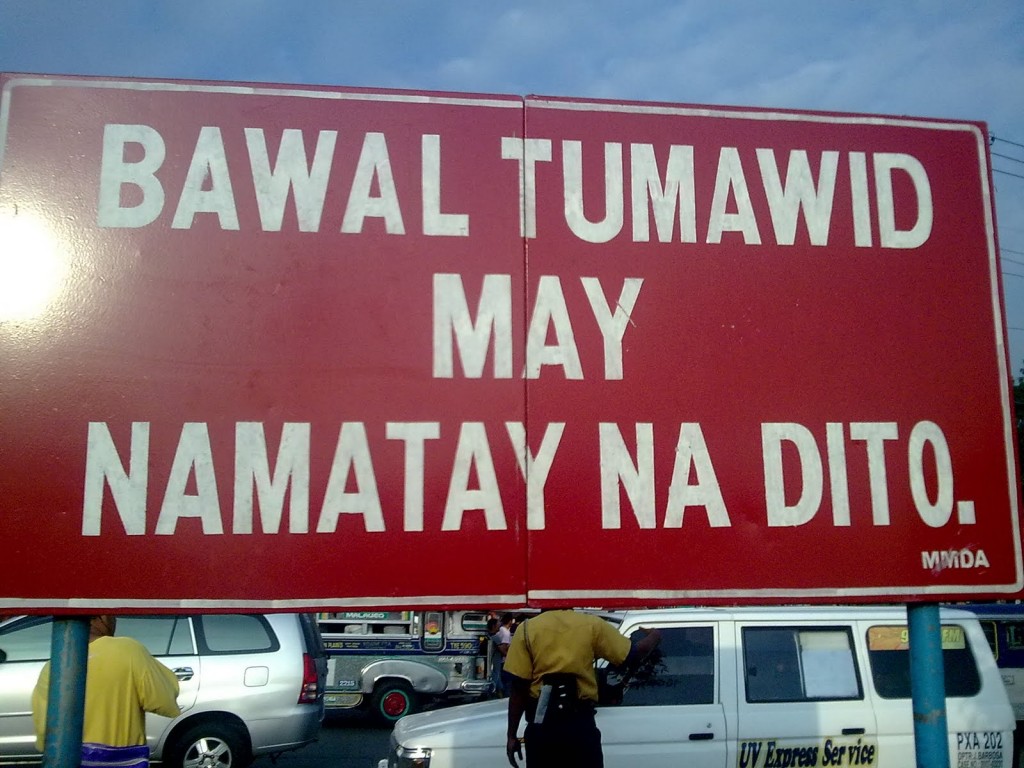 BAWAL TUMAWID
MAY
NAMATAY NA DITO.
MMDA
UV Express Service
PXA 202